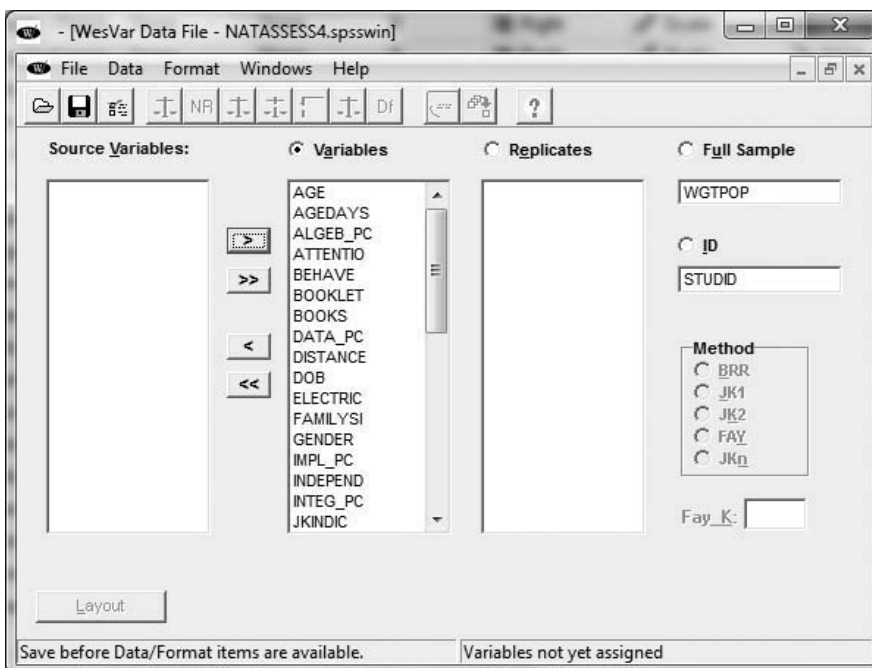 - [WesVar Data File - NATASSESS4.spsswin]
File Data Format Windows Help
NR Df ?
Source Variables:
Variables
Replicates
Full Sample
AGE
AGEDAYS
ALGEB_PC
ATTENTIO
BEHAVE
BOOKLET
BOOKS
DATA_PC
DISTANCE
DOB
ELECTRIC
FAMILYSI
GENDER
IMPL_PC
INDEPEND
INTEG_PC
JKINDIC
>
>>
<
<<
WGTPOP
ID
STUDID
Method
BRR
JK1
JK2
FAY
JKn
Fay_K:
Layout
Save before Data/Format items are available.
Variables not yet assigned